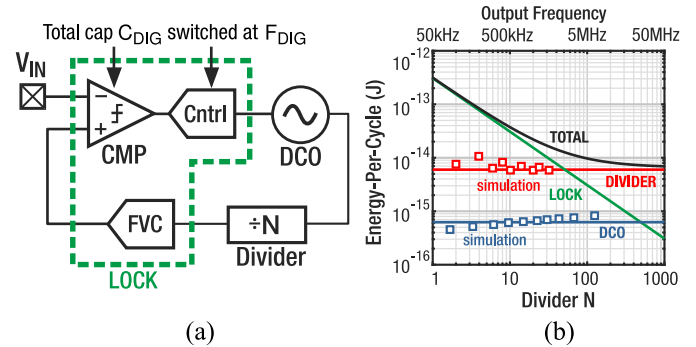 Total cap C_DIG switched at F_DIG
V_IN
−
+
CMP
Cntrl
DCO
FVC
÷N
Divider
LOCK
(a)
Output Frequency
50kHz 500kHz 5MHz 50MHz
Energy-Per-Cycle (J)
10^-12
10^-13
10^-14
10^-15
10^-16
TOTAL
DIVIDER
simulation
LOCK
DCO
simulation
1 10 100 1000
Divider N
(b)